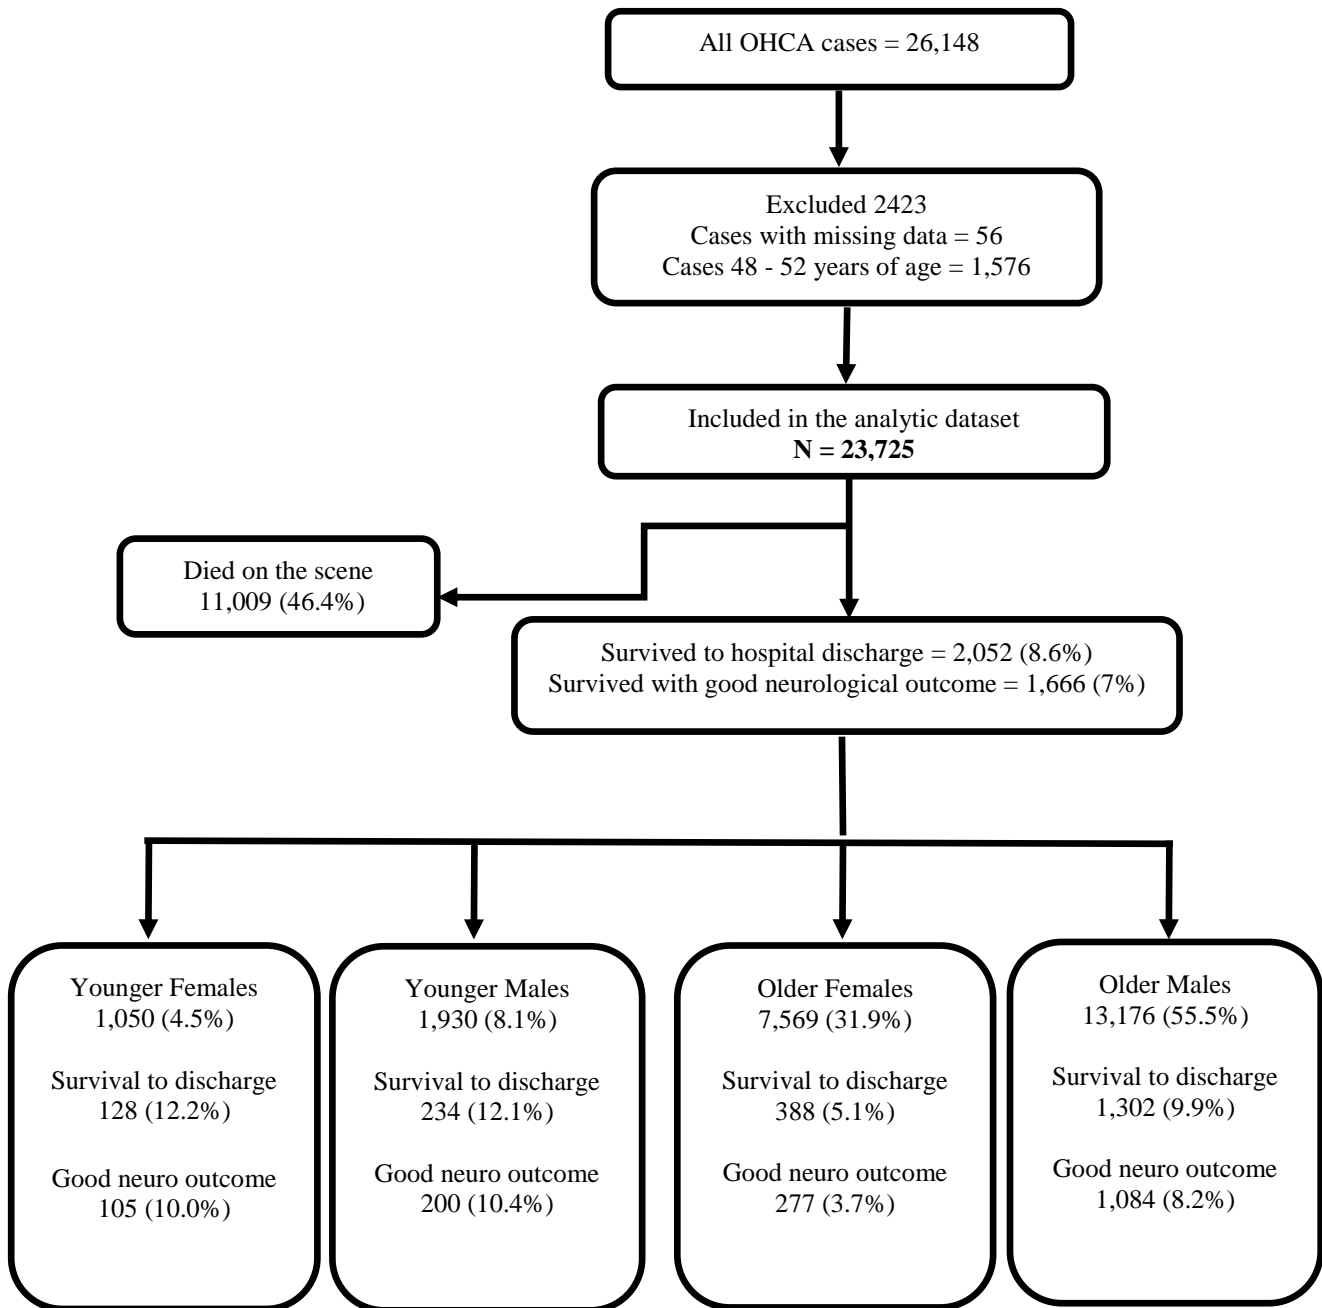 All OHCA cases = 26,148
Excluded 2423
Cases with missing data = 56
Cases 48 - 52 years of age = 1,576
Included in the analytic dataset
N = 23,725
Died on the scene
11,009 (46.4%)
Survived to hospital discharge = 2,052 (8.6%)
Survived with good neurological outcome = 1,666 (7%)
Younger Females
1,050 (4.5%)
Survival to discharge
128 (12.2%)
Good neuro outcome
105 (10.0%)
Younger Males
1,930 (8.1%)
Survival to discharge
234 (12.1%)
Good neuro outcome
200 (10.4%)
Older Females
7,569 (31.9%)
Survival to discharge
388 (5.1%)
Good neuro outcome
277 (3.7%)
Older Males
13,176 (55.5%)
Survival to discharge
1,302 (9.9%)
Good neuro outcome
1,084 (8.2%)